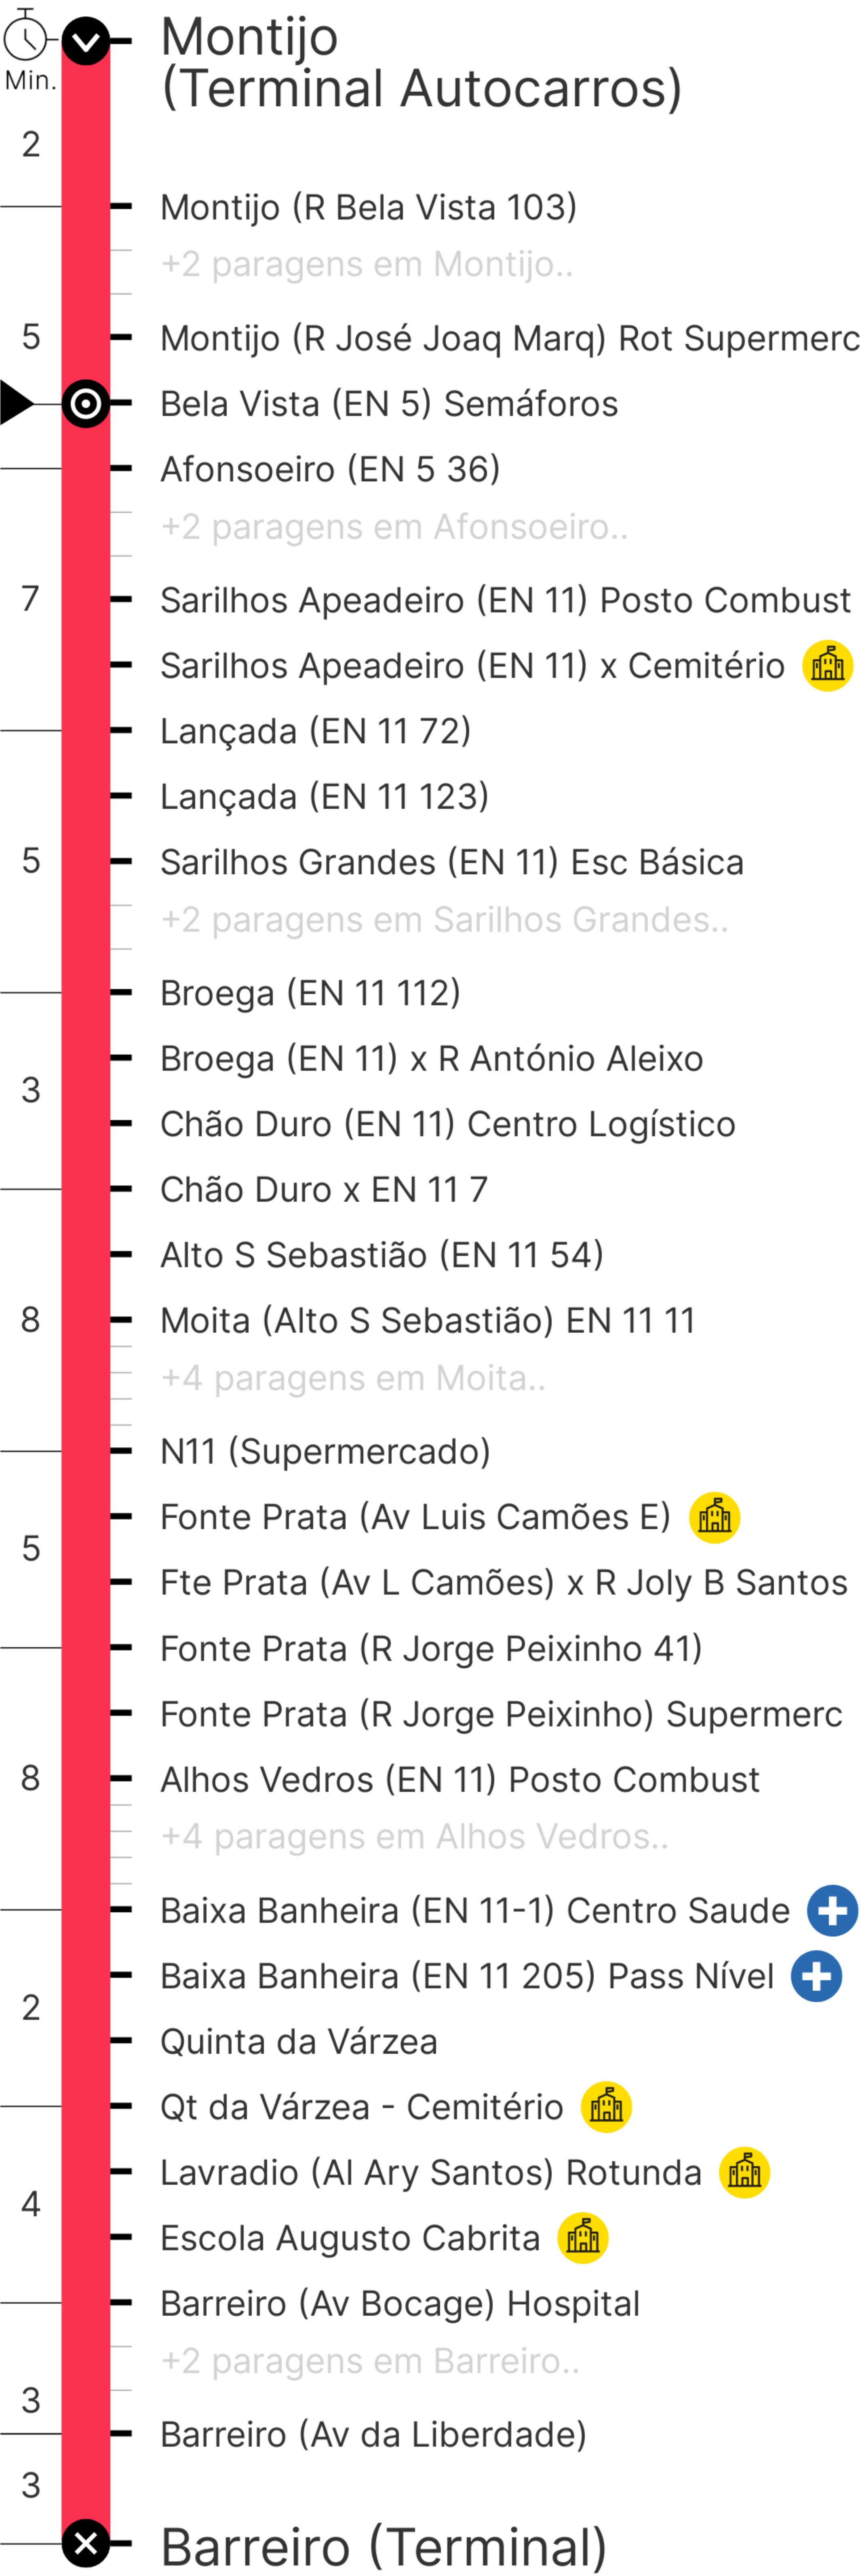 Montijo
(Terminal Autocarros)
Min.
2
Montijo (R Bela Vista 103)
+2 paragens em Montijo..
5
Montijo (R José Joaq Marq) Rot Supermerc
Bela Vista (EN 5) Semáforos
Afonsoeiro (EN 5 36)
+2 paragens em Afonsoeiro..
7
Sarilhos Apeadeiro (EN 11) Posto Combust
Sarilhos Apeadeiro (EN 11) x Cemitério
Lançada (EN 11 72)
Lançada (EN 11 123)
5
Sarilhos Grandes (EN 11) Esc Básica
+2 paragens em Sarilhos Grandes..
Broega (EN 11 112)
Broega (EN 11) x R António Aleixo
3
Chão Duro (EN 11) Centro Logístico
Chão Duro x EN 11 7
Alto S Sebastião (EN 11 54)
8
Moita (Alto S Sebastião) EN 11 11
+4 paragens em Moita..
N11 (Supermercado)
Fonte Prata (Av Luis Camões E)
5
Fte Prata (Av L Camões) x R Joly B Santos
Fonte Prata (R Jorge Peixinho 41)
Fonte Prata (R Jorge Peixinho) Supermerc
8
Alhos Vedros (EN 11) Posto Combust
+4 paragens em Alhos Vedros..
Baixa Banheira (EN 11-1) Centro Saude
Baixa Banheira (EN 11 205) Pass Nível
2
Quinta da Várzea
Qt da Várzea - Cemitério
Lavradio (Al Ary Santos) Rotunda
4
Escola Augusto Cabrita
Barreiro (Av Bocage) Hospital
+2 paragens em Barreiro..
3
Barreiro (Av da Liberdade)
3
Barreiro (Terminal)